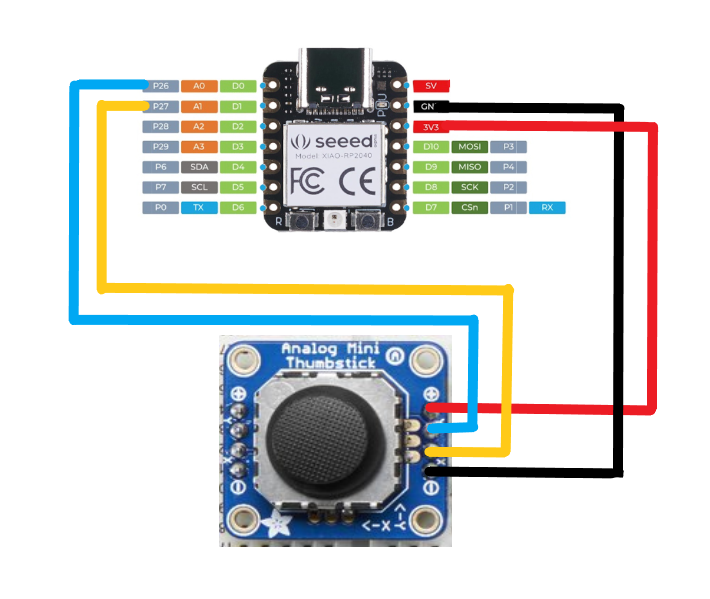 P26 A0 D0 5V
P27 A1 D1 GN
P28 A2 D2 3V3
P29 A3 D3 D10 MOSI P3
P6 SDA D4 D9 MISO P4
P7 SCL D5 D8 SCK P2
P0 TX D6 D7 CSn P1 RX
seeed
studio
Model: XIAO-RP2040
FC CE
R B
Analog Mini
Thumbstick
Y
X X
<-X <-Y